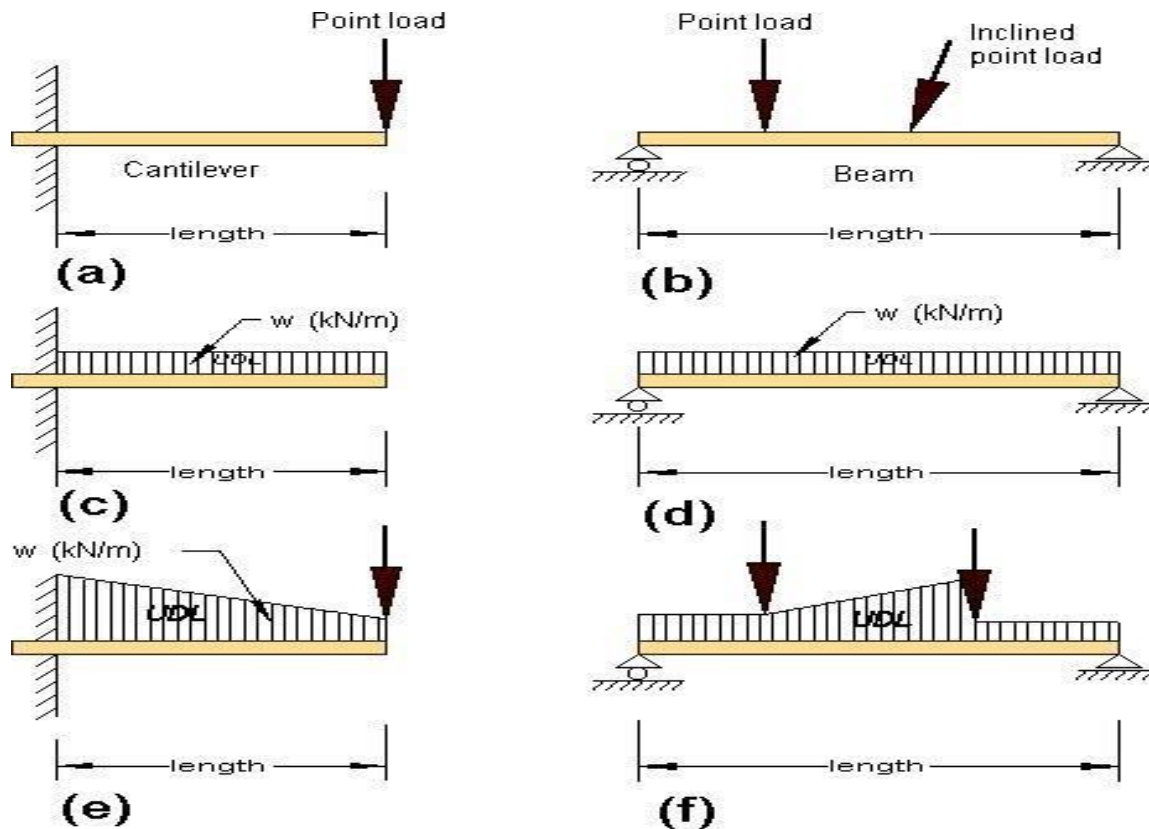 Point load
Cantilever
length
(a)
Point load
Inclined
point load
Beam
length
(b)
w (kN/m)
UDL
length
(c)
w (kN/m)
UDL
length
(d)
w (kN/m)
UDL
length
(e)
UDL
length
(f)